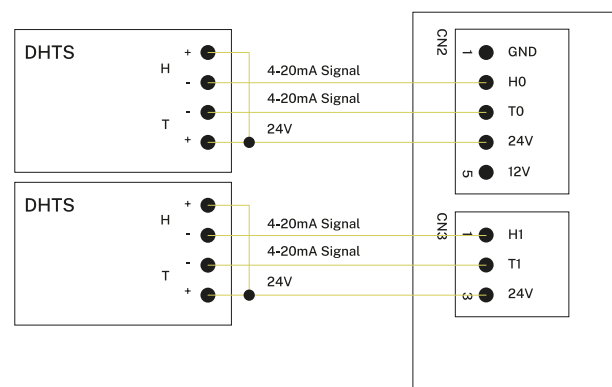 DHTS
H
T
+
-
-
+
4-20mA Signal
4-20mA Signal
24V
CN2
1
5
GND
H0
T0
24V
12V
DHTS
H
T
+
-
-
+
4-20mA Signal
4-20mA Signal
24V
CN3
1
3
H1
T1
24V